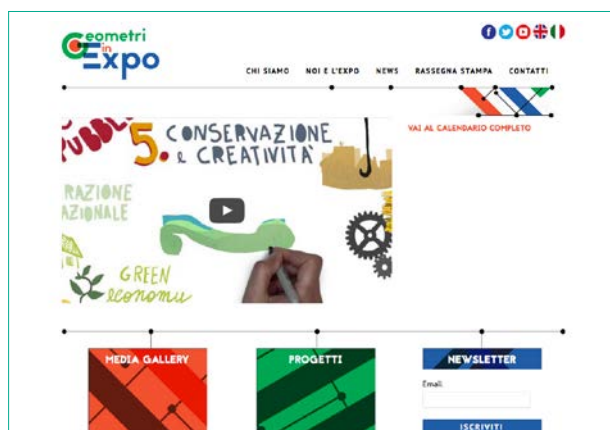 Geometri
in
Expo
CHI SIAMO NOI E L'EXPO NEWS RASSEGNA STAMPA CONTATTI
VAI AL CALENDARIO COMPLETO
5. CONSERVAZIONE
e CREATIVITÀ
RAZIONE
AZIONALE
GREEN
economy
MEDIA GALLERY PROGETTI NEWSLETTER
Email:
ISCRIVITI